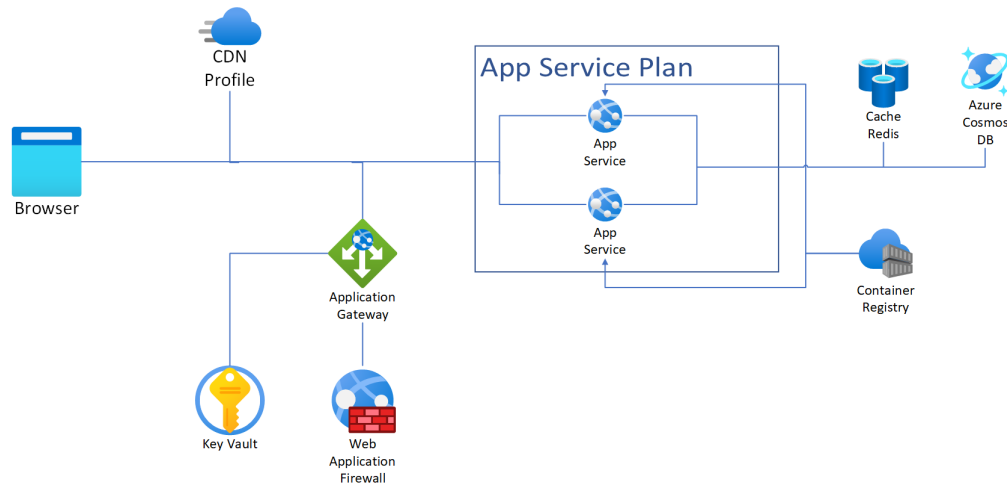 CDN
Profile
App Service Plan
Cache
Redis
Azure
Cosmos
DB
App
Service
Browser
App
Service
Application
Gateway
Container
Registry
Key Vault
Web
Application
Firewall